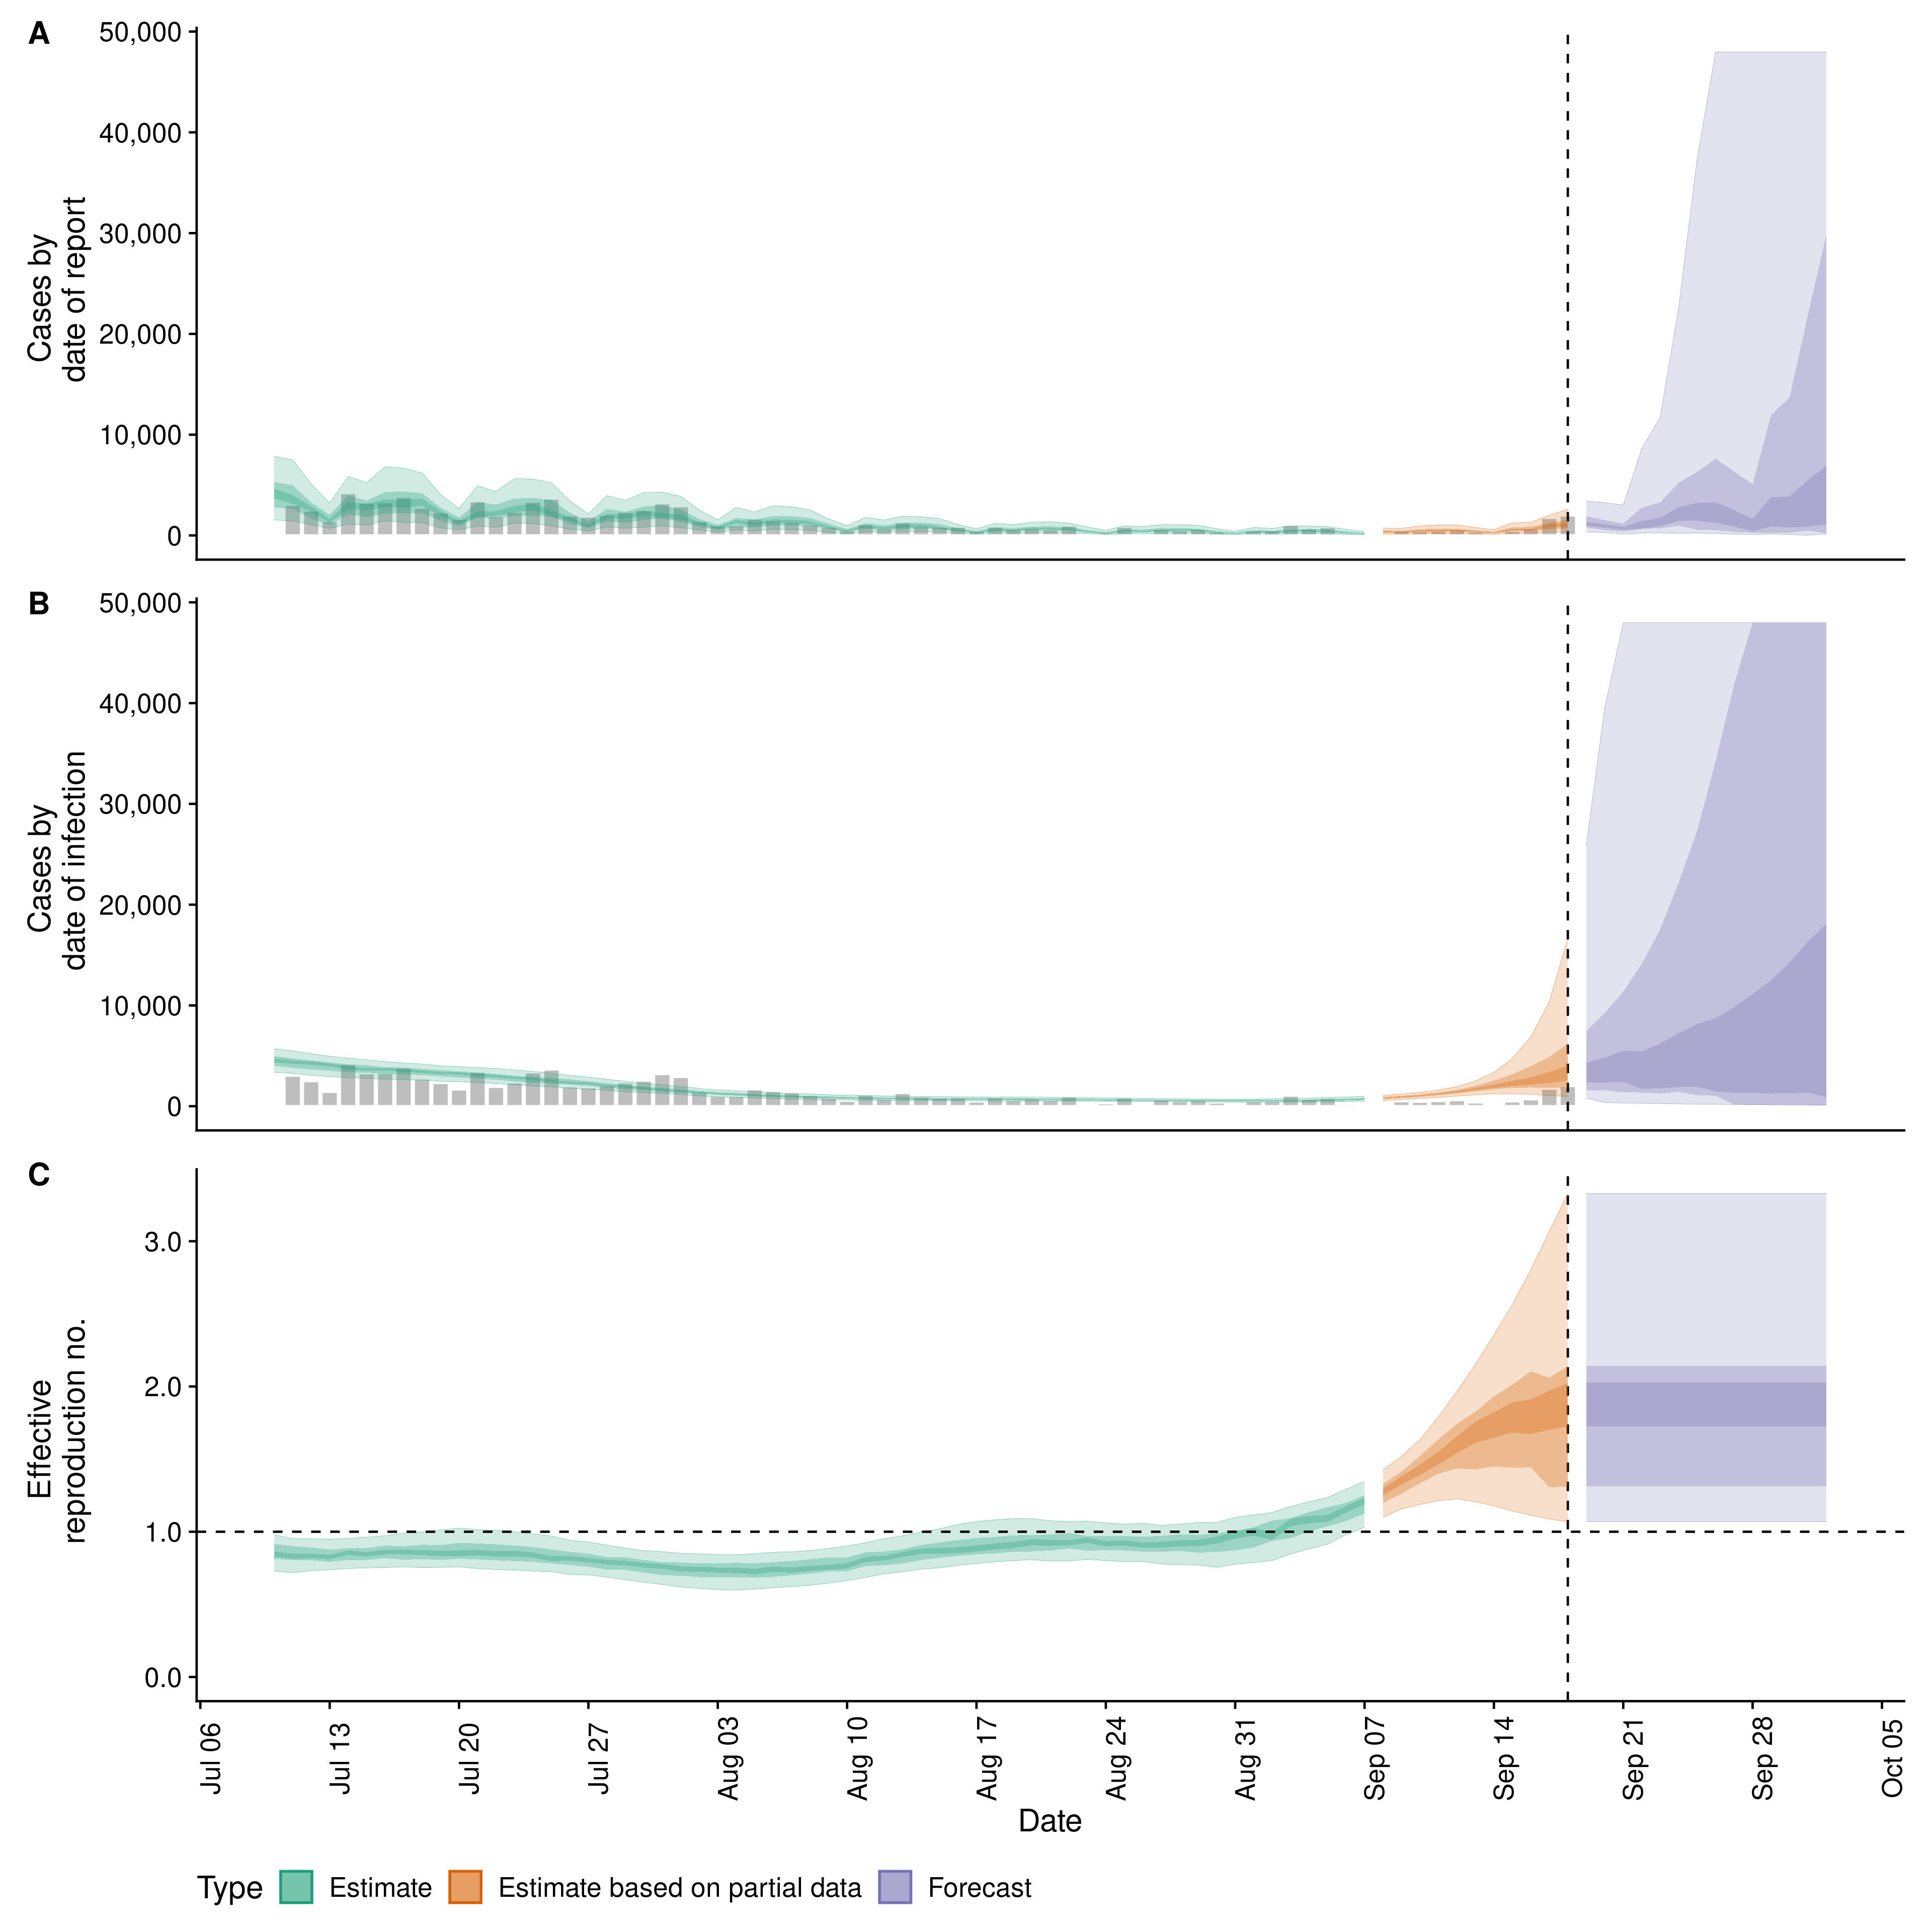 A
50,000
40,000
30,000
20,000
10,000
0
Cases by
date of report
B
50,000
40,000
30,000
20,000
10,000
0
Cases by
date of infection
C
3.0
2.0
1.0
0.0
Effective
reproduction no.
Jul 06
Jul 13
Jul 20
Jul 27
Aug 03
Aug 10
Aug 17
Aug 24
Aug 31
Sep 07
Sep 14
Sep 21
Sep 28
Oct 05
Date
Type Estimate Estimate based on partial data Forecast